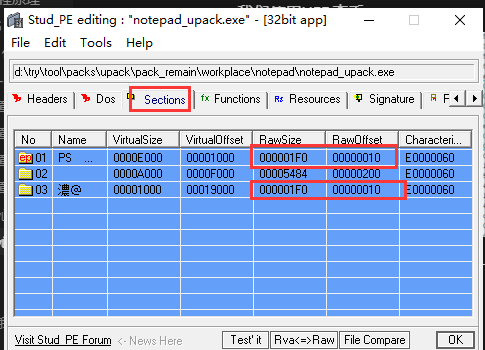 Stud_PE editing : "notepad_upack.exe" - [32bit app]
File Edit Tools Help
d:\try\tool\packs\upack\pack_remain\workplace\notepad\notepad_upack.exe
Headers Dos Sections Functions Resources Signature
No Name VirtualSize VirtualOffset RawSize RawOffset Characteri...
ep 01 PS ... 0000E000 00001000 000001F0 00000010 E0000060
02 0000A000 0000F000 00005484 00000200 E0000060
03 濃@ 00001000 00019000 000001F0 00000010 E0000060
Visit Stud_PE Forum <- News Here Test' it Rva<=>Raw File Compare OK